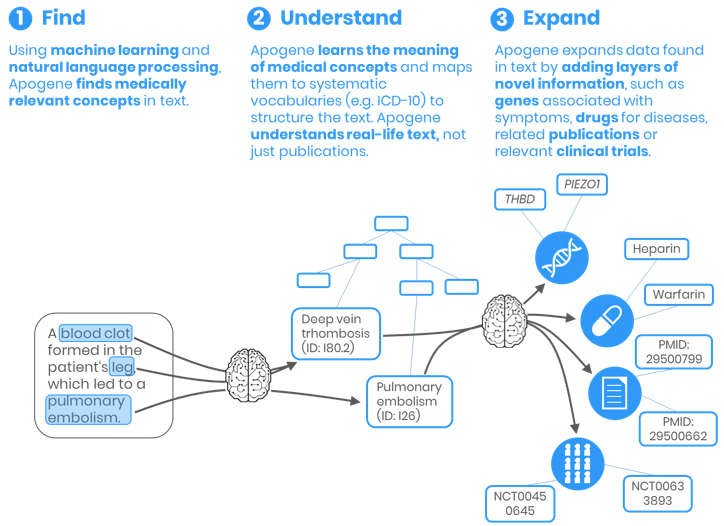 1 Find
Using machine learning and
natural language processing,
Apogene finds medically
relevant concepts in text.
2 Understand
Apogene learns the meaning
of medical concepts and maps
them to systematic
vocabularies (e.g. ICD-10) to
structure the text. Apogene
understands real-life text, not
just publications.
3 Expand
Apogene expands data found
in text by adding layers of
novel information, such as
genes associated with
symptoms, drugs for diseases,
related publications or
relevant clinical trials.
A blood clot
formed in the
patient's leg,
which led to a
pulmonary
embolism.
Deep vein
trhombosis
(ID: I80.2)
Pulmonary
embolism
(ID: I26)
THBD
PIEZO1
Heparin
Warfarin
PMID:
29500799
PMID:
29500662
NCT0045
0645
NCT0063
3893